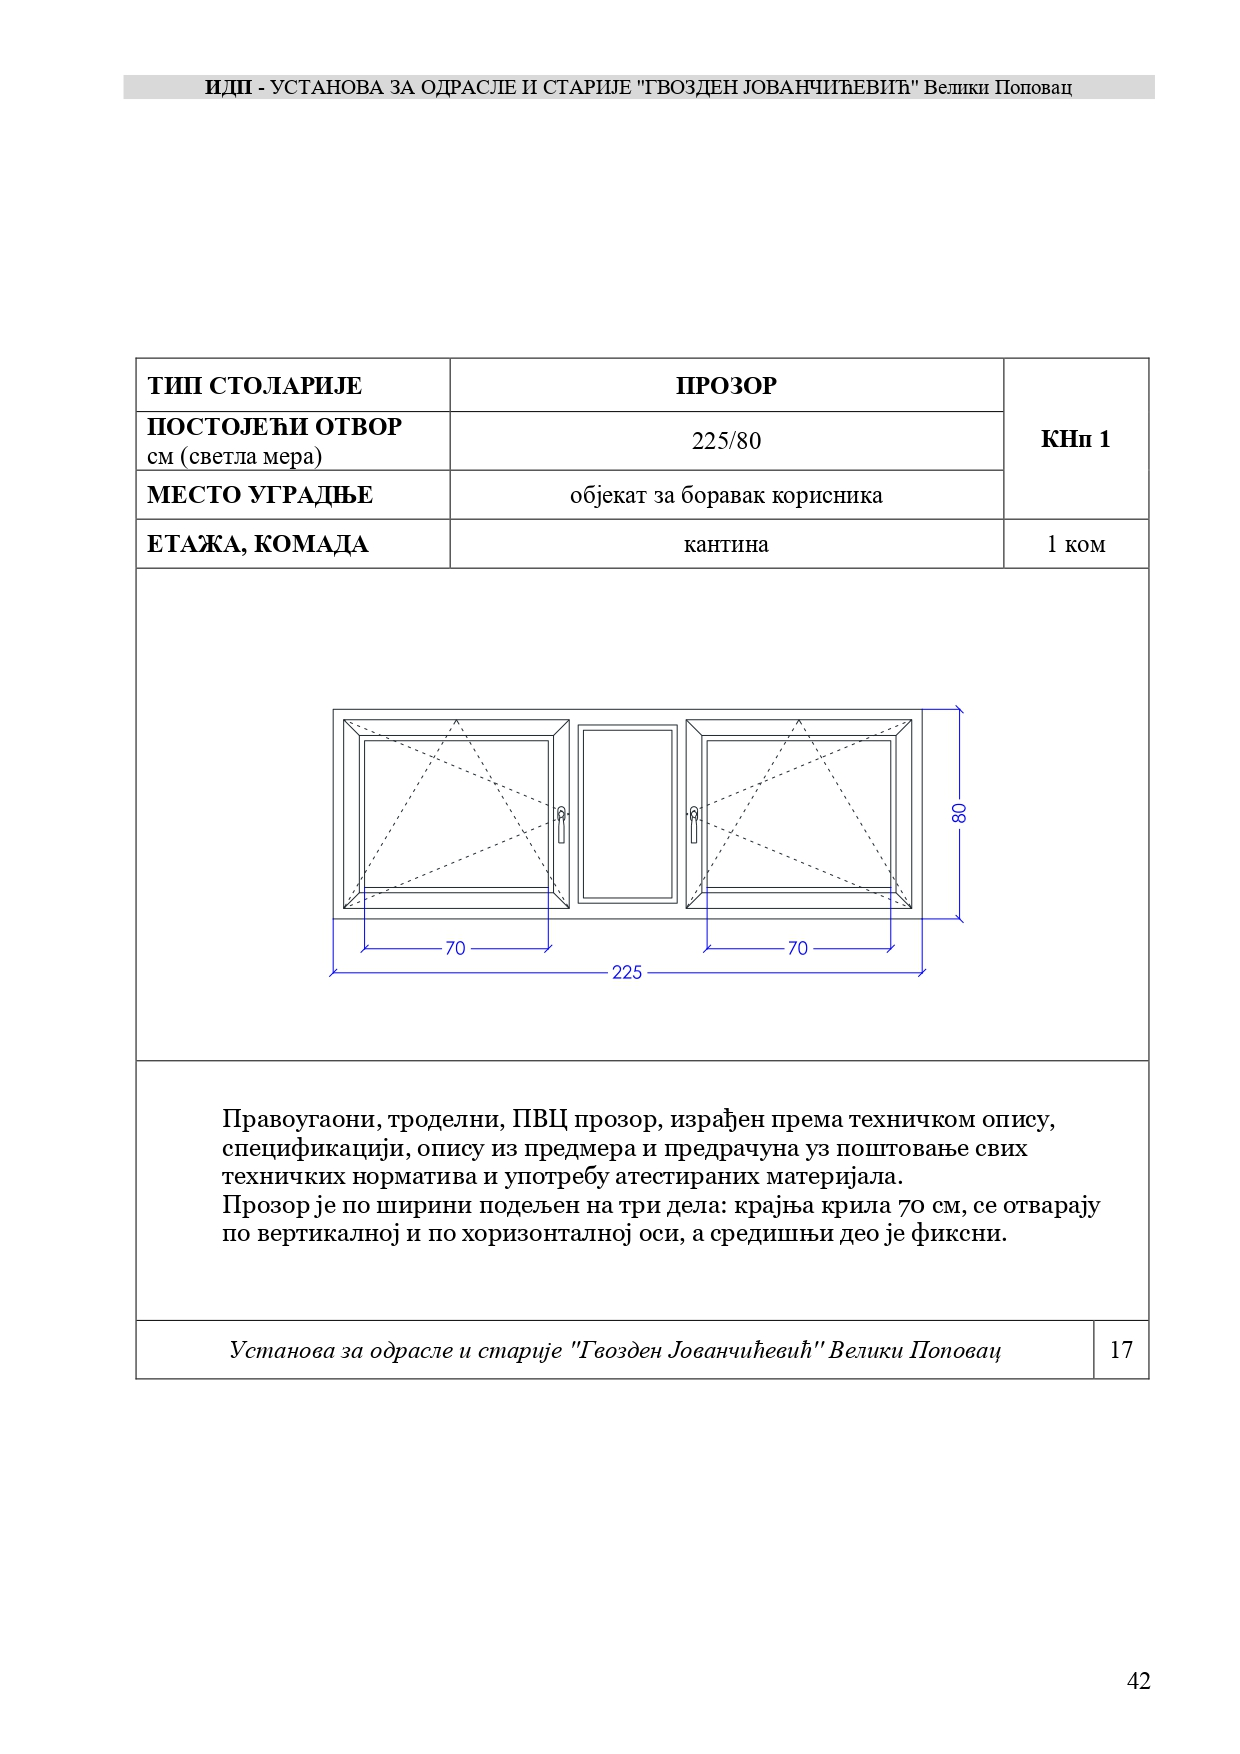 ИДП - УСТАНОВА ЗА ОДРАСЛЕ И СТАРИЈЕ "ГВОЗДЕН ЈОВАНЧИЋЕВИЋ" Велики Поповац
ТИП СТОЛАРИЈЕ
ПРОЗОР
КНп 1
ПОСТОЈЕЋИ ОТВОР
см (светла мера)
225/80
МЕСТО УГРАДЊЕ
објекат за боравак корисника
ЕТАЖА, КОМАДА
кантина
1 ком
80
70
70
225
Правоугаони, троделни, ПВЦ прозор, израђен према техничком опису,
спецификацији, опису из предмера и предрачуна уз поштовање свих
техничких норматива и употребу атестираних материјала.
Прозор је по ширини подељен на три дела: крајња крила 70 см, се отварају
по вертикалној и по хоризонталној оси, а средишњи део је фиксни.
Установа за одрасле и старије "Гвозден Јованчићевић" Велики Поповац
17
42